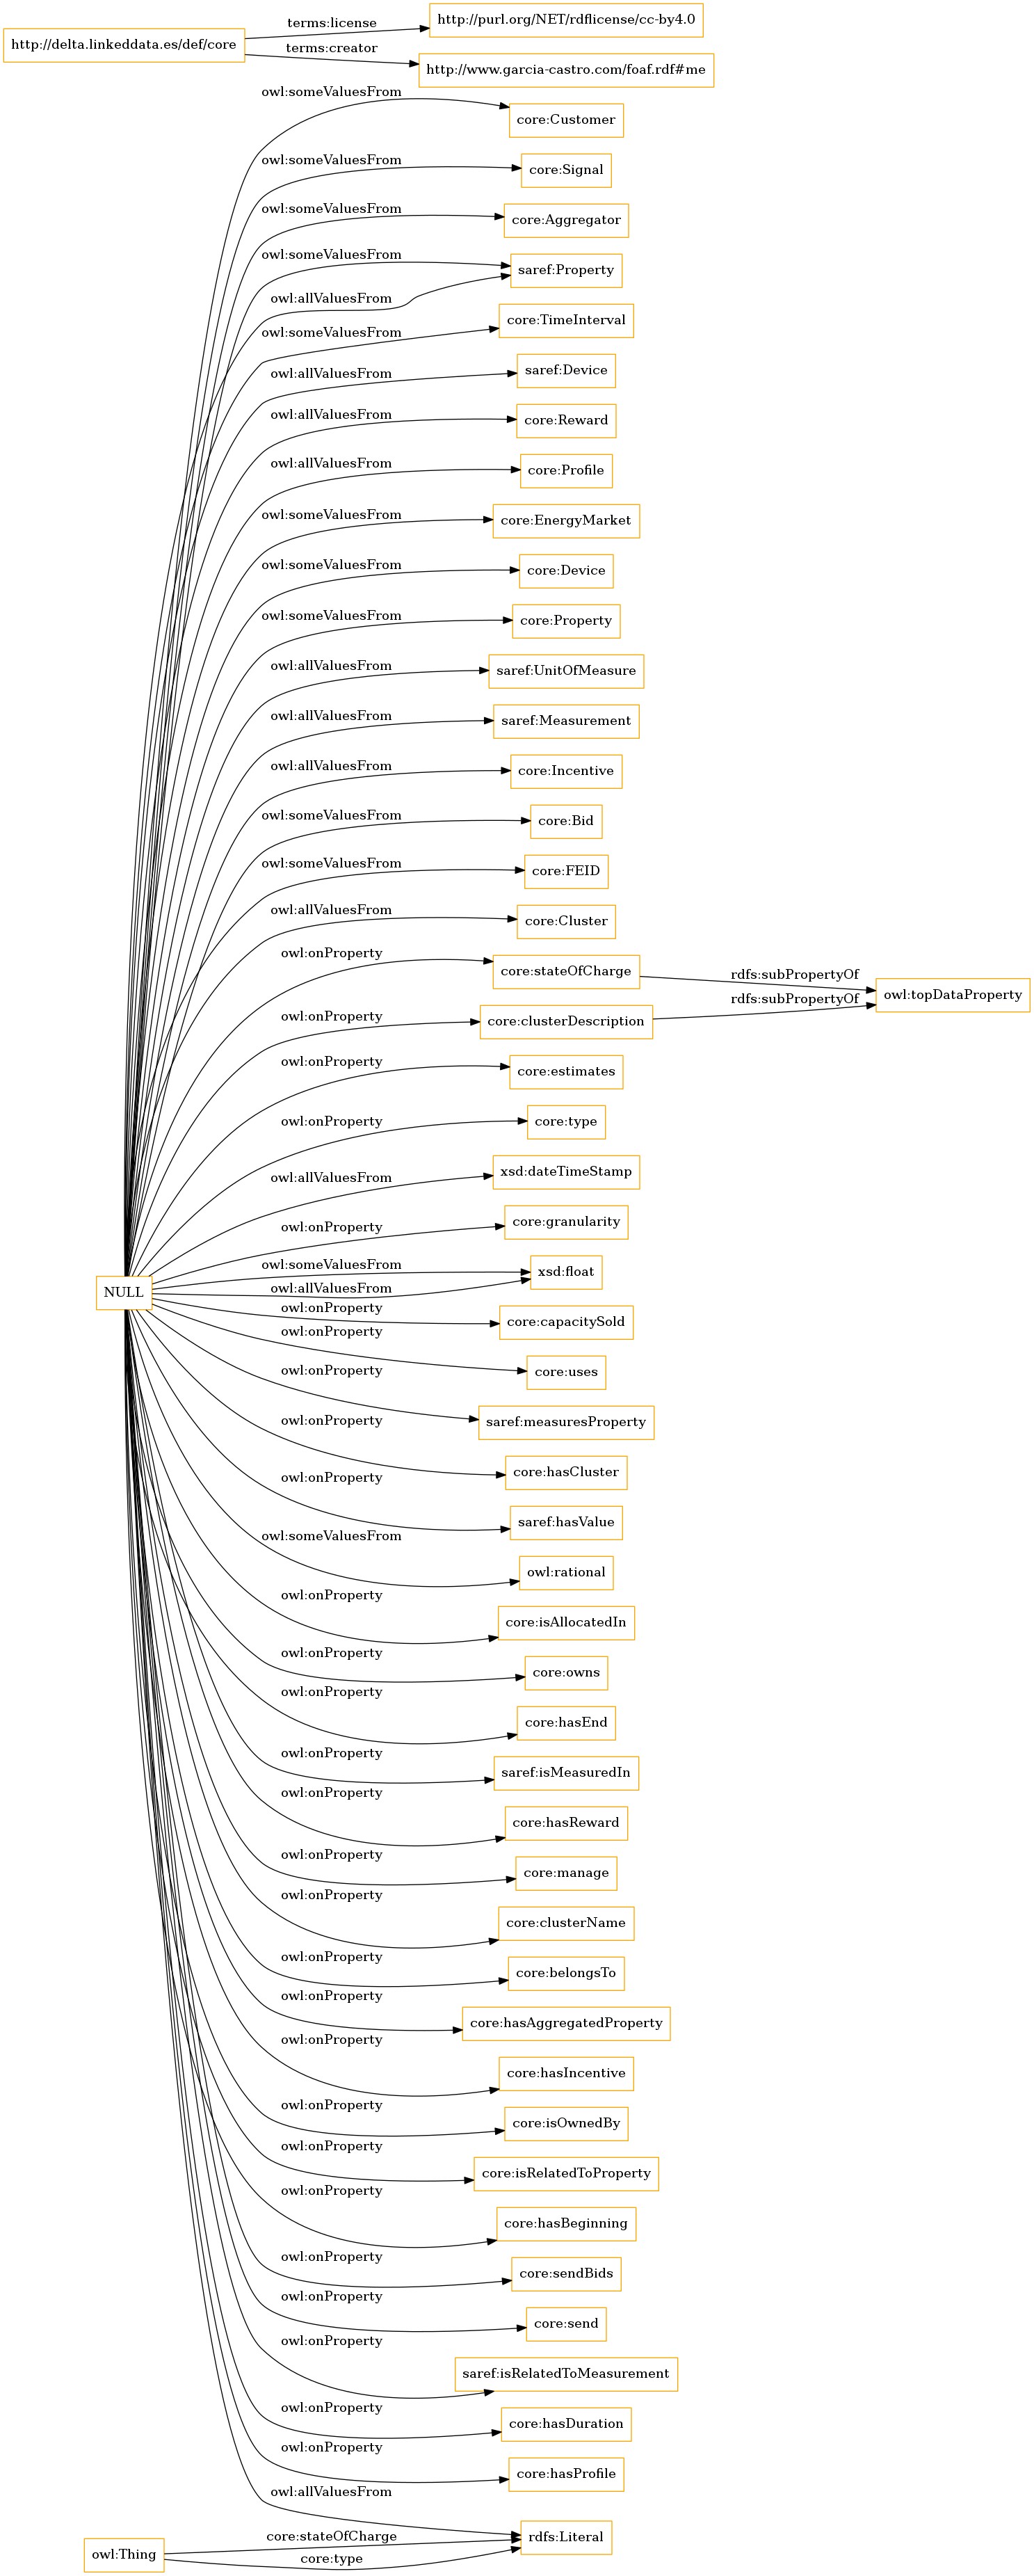 terms:license
http://purl.org/NET/rdflicense/cc-by4.0
http://delta.linkeddata.es/def/core
terms:creator
http://www.garcia-castro.com/foaf.rdf#me
owl:someValuesFrom
core:Customer
owl:someValuesFrom
core:Signal
owl:someValuesFrom
core:Aggregator
owl:someValuesFrom
saref:Property
owl:allValuesFrom
core:TimeInterval
owl:someValuesFrom
saref:Device
owl:allValuesFrom
core:Reward
owl:allValuesFrom
core:Profile
owl:allValuesFrom
core:EnergyMarket
owl:someValuesFrom
core:Device
owl:someValuesFrom
core:Property
owl:someValuesFrom
saref:UnitOfMeasure
owl:allValuesFrom
saref:Measurement
owl:allValuesFrom
core:Incentive
owl:allValuesFrom
core:Bid
owl:someValuesFrom
core:FEID
owl:someValuesFrom
core:Cluster
owl:allValuesFrom
owl:onProperty
core:stateOfCharge
rdfs:subPropertyOf
owl:topDataProperty
rdfs:subPropertyOf
owl:onProperty
core:clusterDescription
owl:onProperty
core:estimates
owl:onProperty
core:type
owl:allValuesFrom
xsd:dateTimeStamp
owl:onProperty
core:granularity
owl:someValuesFrom
xsd:float
owl:allValuesFrom
NULL
owl:onProperty
core:capacitySold
owl:onProperty
core:uses
owl:onProperty
saref:measuresProperty
owl:onProperty
core:hasCluster
owl:onProperty
saref:hasValue
owl:someValuesFrom
owl:rational
owl:onProperty
core:isAllocatedIn
owl:onProperty
core:owns
owl:onProperty
core:hasEnd
owl:onProperty
saref:isMeasuredIn
owl:onProperty
core:hasReward
owl:onProperty
core:manage
owl:onProperty
core:clusterName
owl:onProperty
core:belongsTo
owl:onProperty
core:hasAggregatedProperty
owl:onProperty
core:hasIncentive
owl:onProperty
core:isOwnedBy
owl:onProperty
core:isRelatedToProperty
owl:onProperty
core:hasBeginning
owl:onProperty
core:sendBids
owl:onProperty
core:send
owl:onProperty
saref:isRelatedToMeasurement
owl:onProperty
core:hasDuration
owl:onProperty
core:hasProfile
owl:allValuesFrom
rdfs:Literal
core:stateOfCharge
owl:Thing
core:type